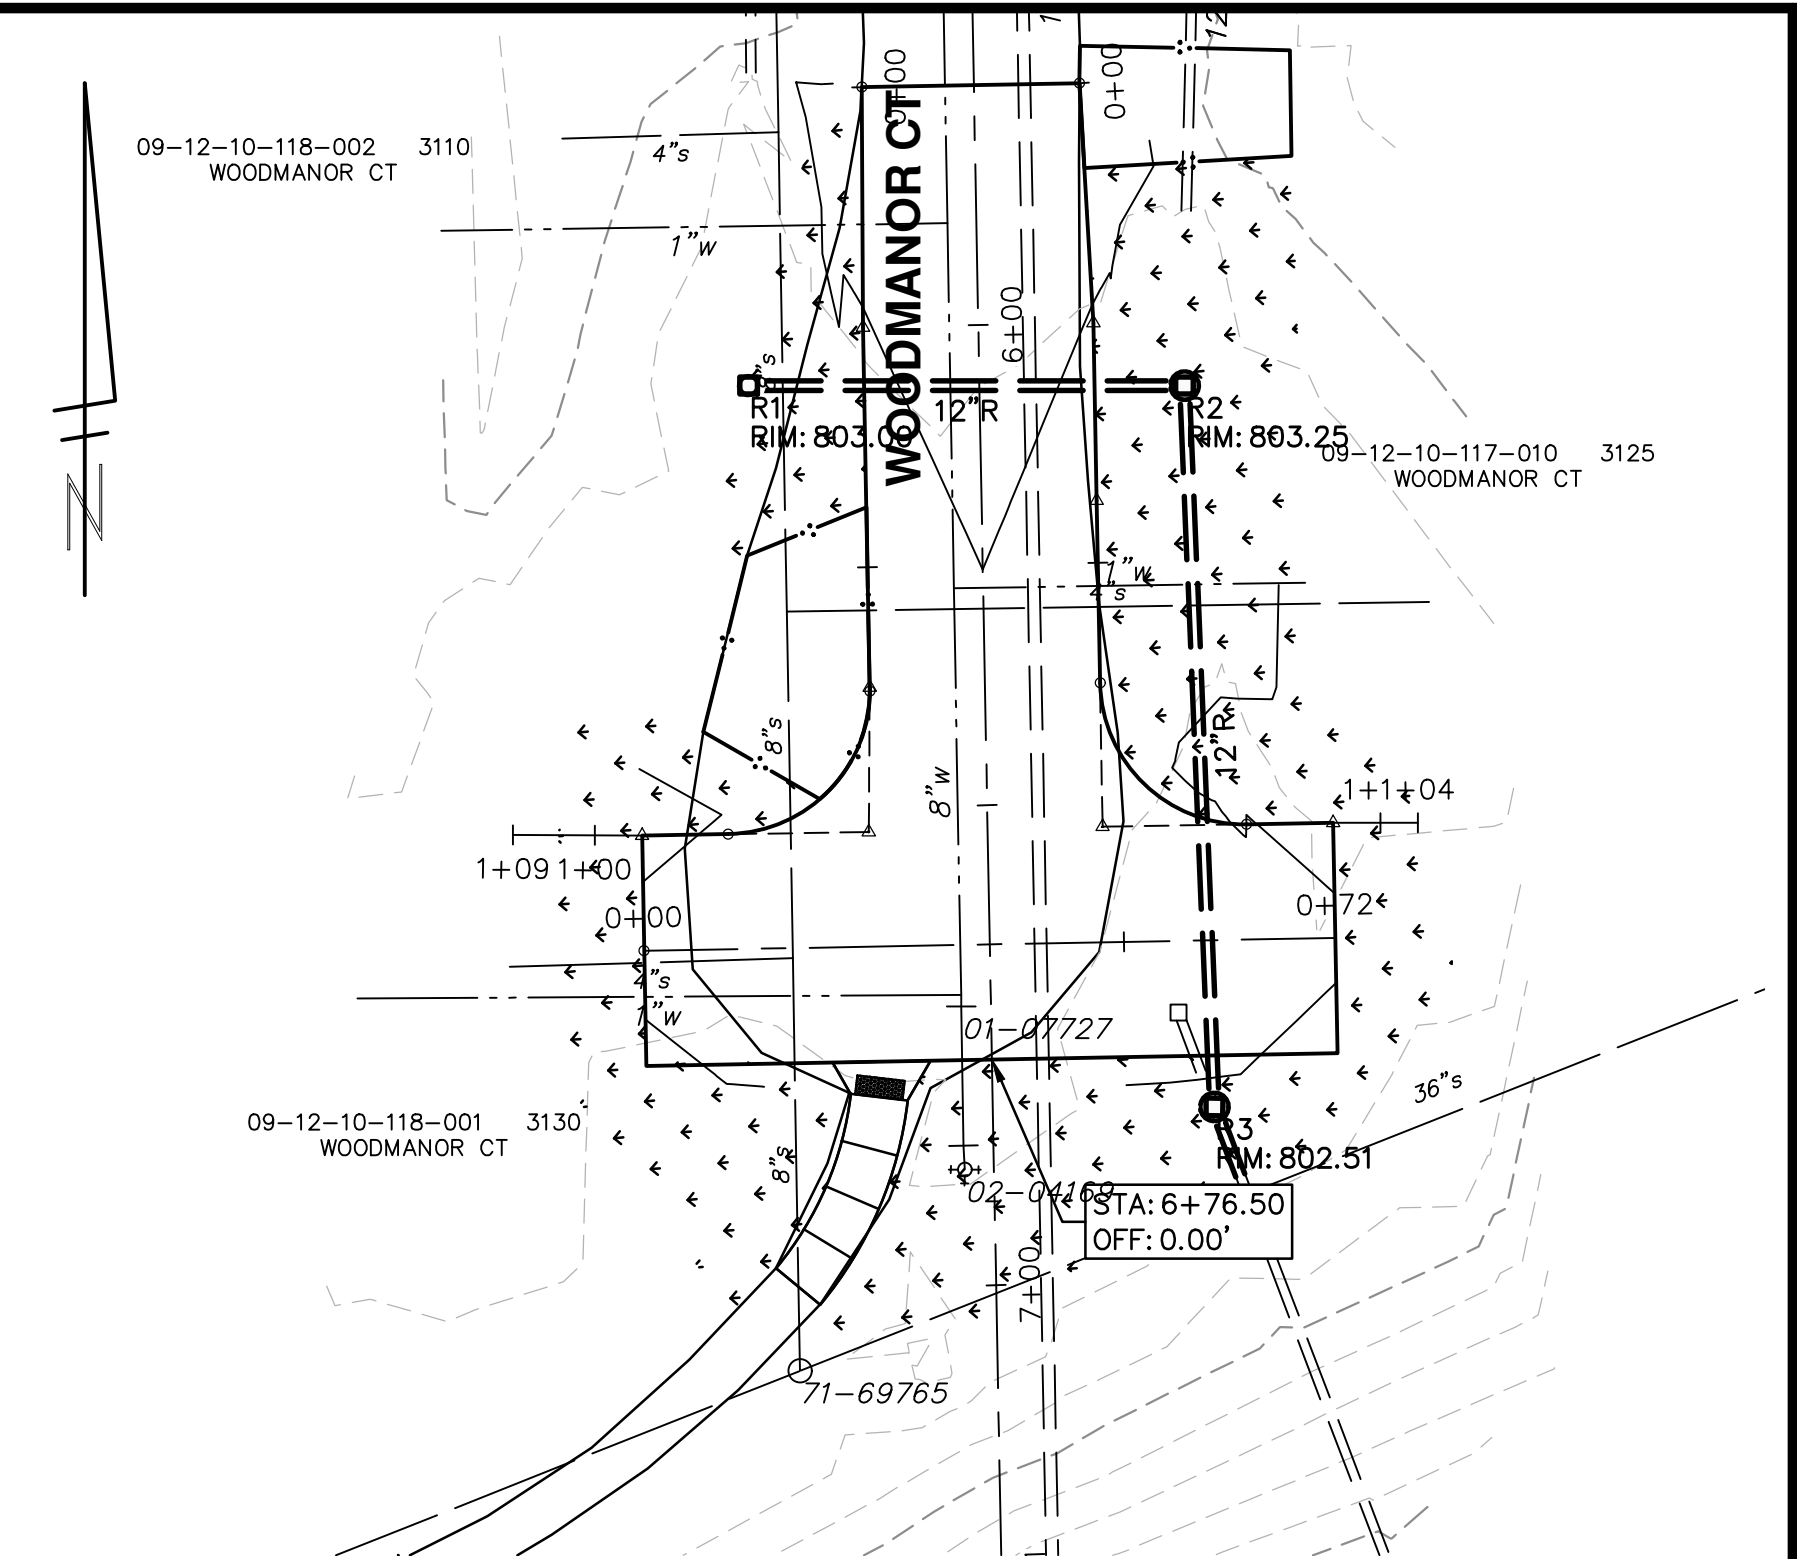 5+00
0+00
09-12-10-118-002 3110
WOODMANOR CT
4"s
1"w
WOODMANOR CT
6+00
12"R
R1
RIM: 803.06
R2
RIM: 803.25
09-12-10-117-010 3125
WOODMANOR CT
N
1"w
4"s
8"s
8"w
12"R
1+1+04
1+09 1+00
0+00
0+72
4"s
1"w
01-07727
36"s
09-12-10-118-001 3130
WOODMANOR CT
8"s
R3
RIM: 802.51
02-04169
STA: 6+76.50
OFF: 0.00'
7+00
71-69765